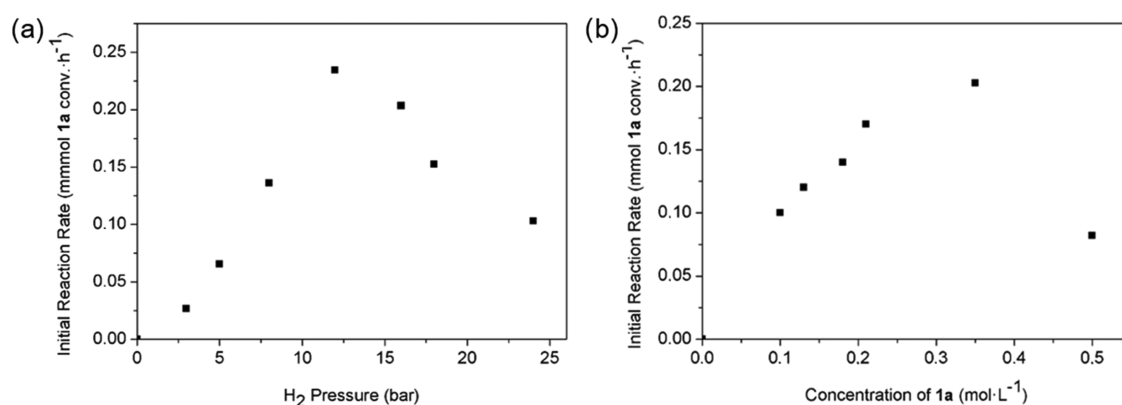 (a)
Initial Reaction Rate (mmmol 1a conv.·h⁻¹)
0.25
0.20
0.15
0.10
0.05
0.00
0 5 10 15 20 25
H₂ Pressure (bar)
(b)
Initial Reaction Rate (mmol 1a conv.·h⁻¹)
0.25
0.20
0.15
0.10
0.05
0.00
0.0 0.1 0.2 0.3 0.4 0.5
Concentration of 1a (mol·L⁻¹)